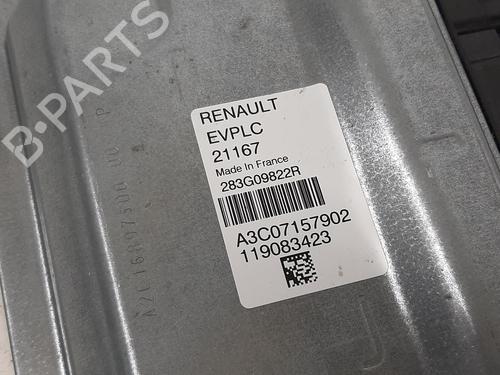 B-PARTS
RENAULT
EVPLC
21167
Made In France
283G09822R
A3C07157902
119083423